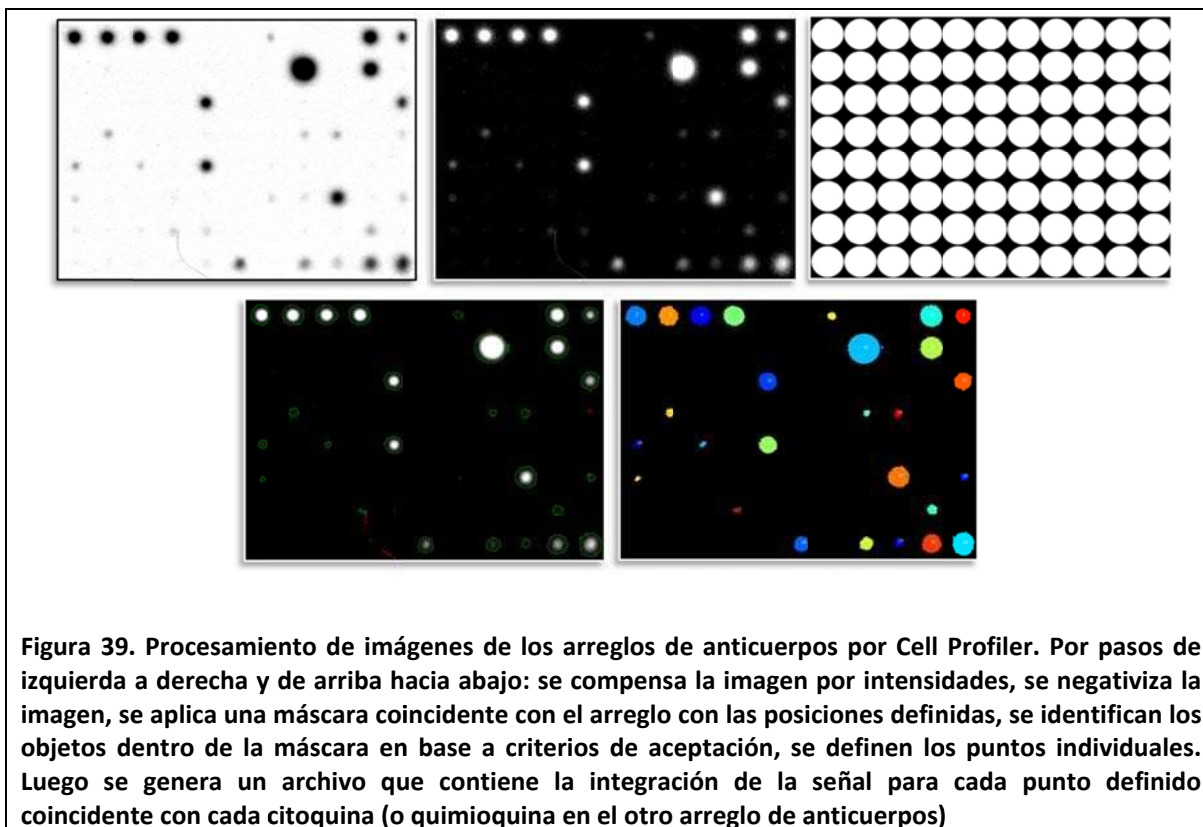 Figura 39. Procesamiento de imágenes de los arreglos de anticuerpos por Cell Profiler. Por pasos de
izquierda a derecha y de arriba hacia abajo: se compensa la imagen por intensidades, se negativiza la
imagen, se aplica una máscara coincidente con el arreglo con las posiciones definidas, se identifican los
objetos dentro de la máscara en base a criterios de aceptación, se definen los puntos individuales.
Luego se genera un archivo que contiene la integración de la señal para cada punto definido
coincidente con cada citoquina (o quimioquina en el otro arreglo de anticuerpos)